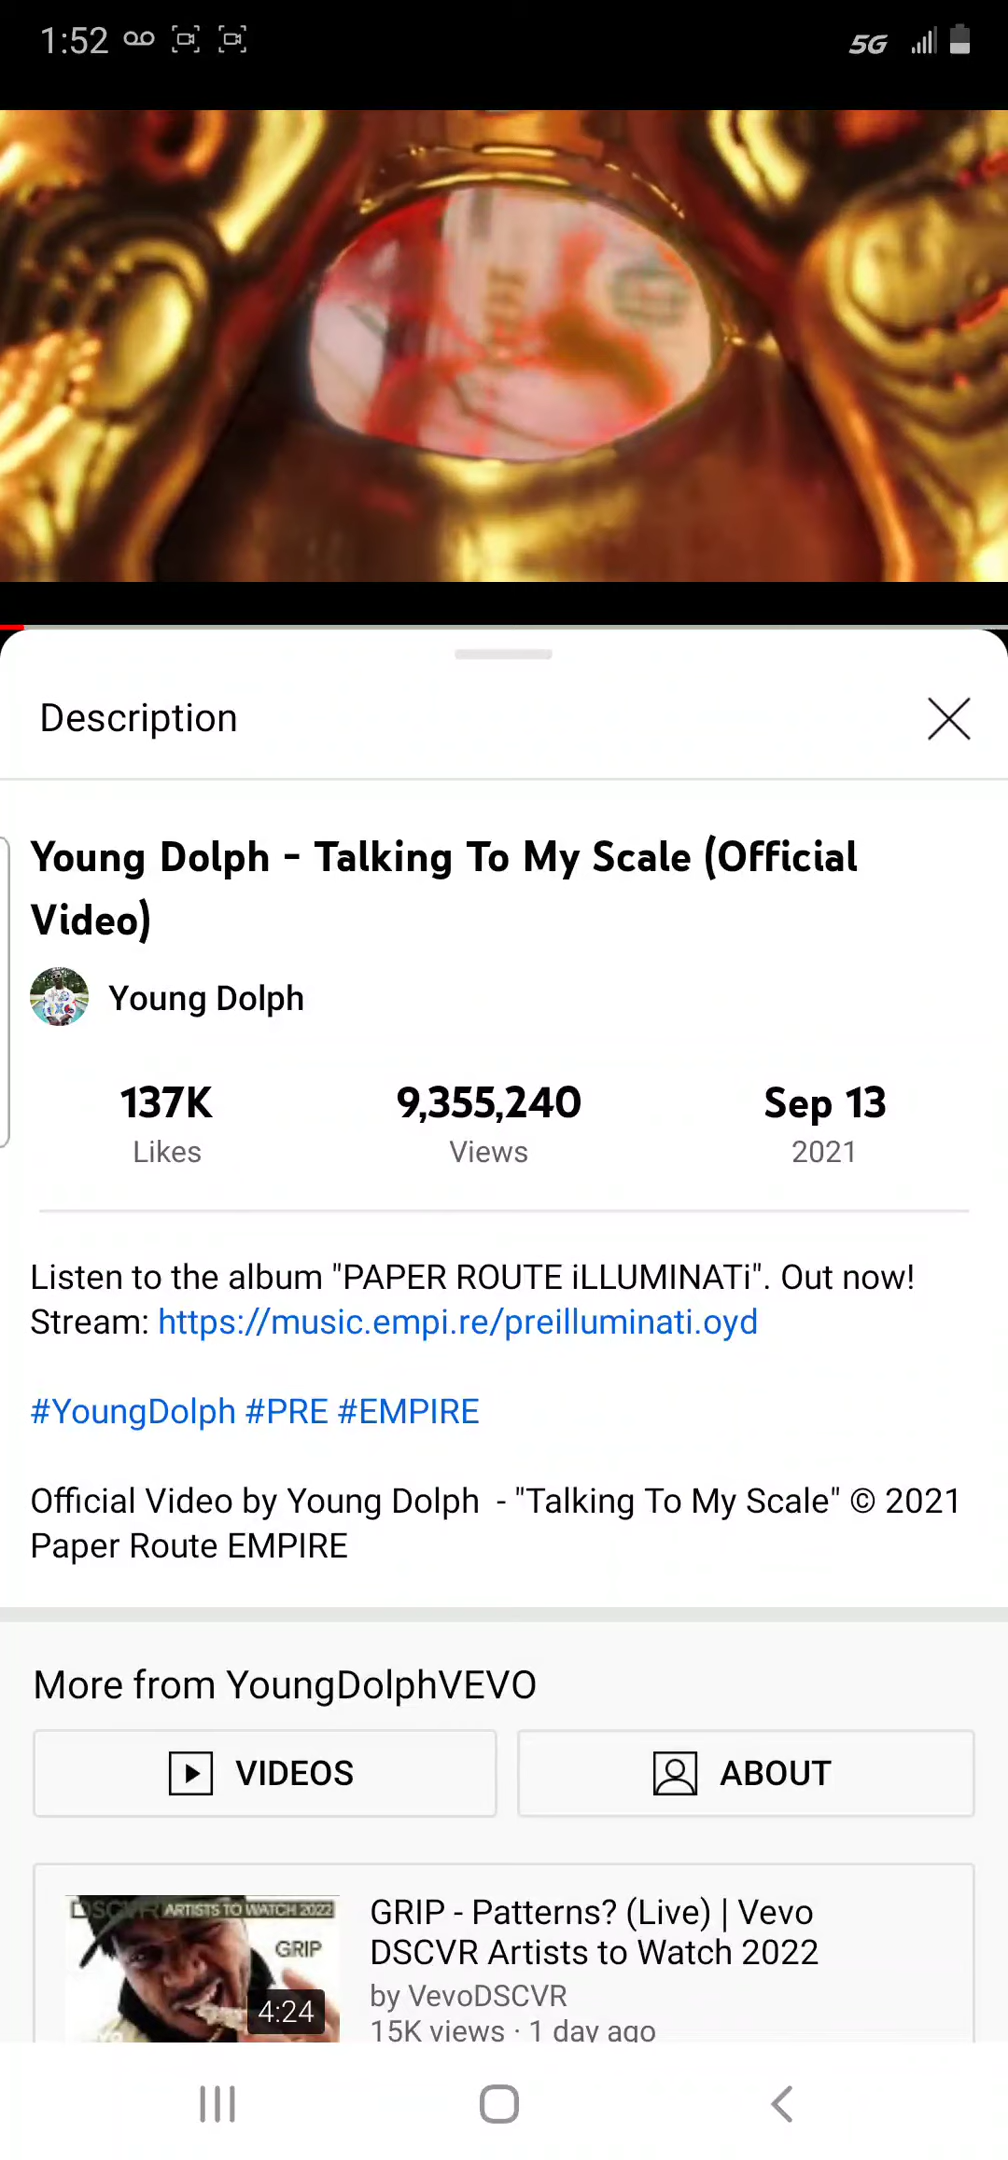 1:52
5G
Description
Young Dolph - Talking To My Scale (Official
Video)
Young Dolph
137K
Likes
9,355,240
Views
Sep 13
2021
Listen to the album "PAPER ROUTE iLLUMINATi". Out now!
Stream: https://music.empi.re/preilluminati.oyd
#YoungDolph #PRE #EMPIRE
Official Video by Young Dolph  - "Talking To My Scale" © 2021
Paper Route EMPIRE
More from YoungDolphVEVO
VIDEOS
ABOUT
DSCVR ARTISTS TO WATCH 2022
GRIP
4:24
GRIP - Patterns? (Live) | Vevo
DSCVR Artists to Watch 2022
by VevoDSCVR
15K views · 1 day ago